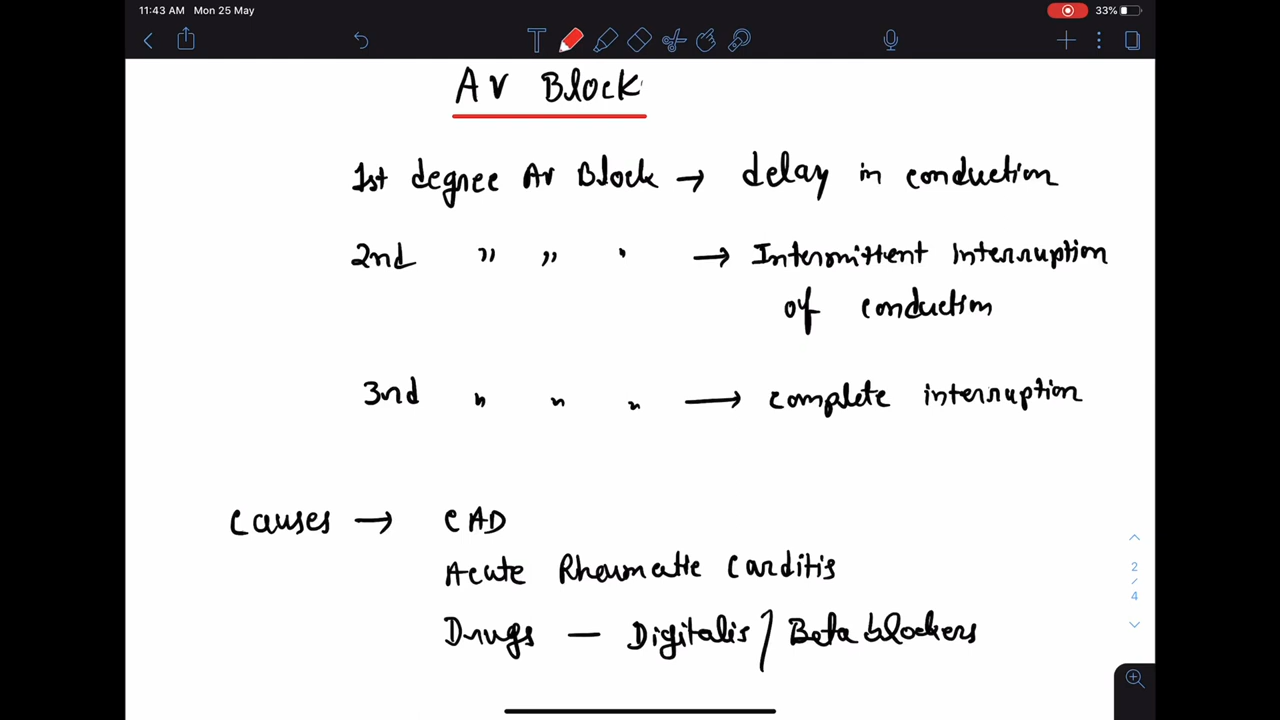 11:43 AM Mon 25 May 33%
AV Block
1st degree AV Block → delay in conduction
2nd " " " → Intermittent Interruption
of conduction
3nd " " " → complete interruption
Causes → CAD
Acute Rheumatic Carditis
Drugs — Digitalis / Beta blockers
2
/
4